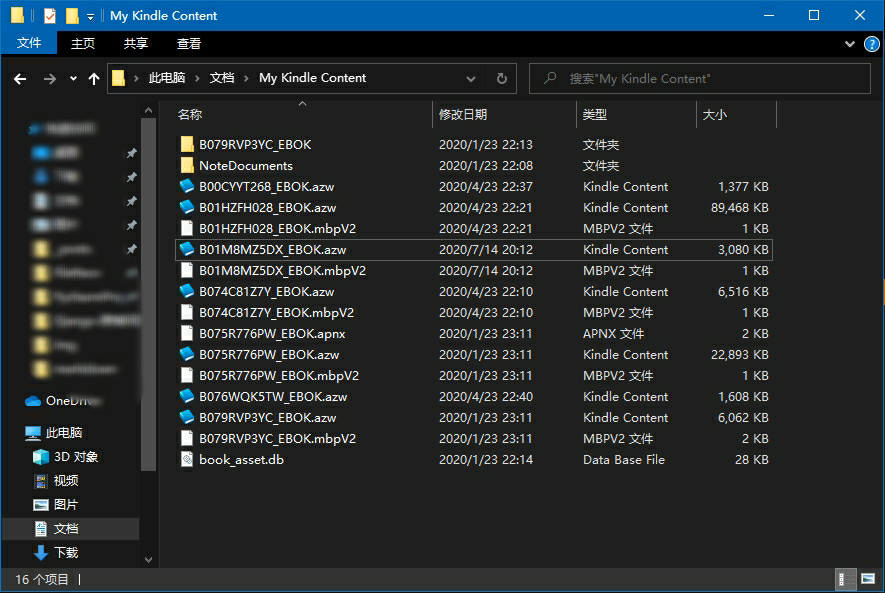 My Kindle Content
文件 主页 共享 查看
此电脑 文档 My Kindle Content 搜索"My Kindle Content"
名称 修改日期 类型 大小
B079RVP3YC_EBOK 2020/1/23 22:13 文件夹
NoteDocuments 2020/1/23 22:08 文件夹
B00CYYT268_EBOK.azw 2020/4/23 22:37 Kindle Content 1,377 KB
B01HZFH028_EBOK.azw 2020/4/23 22:21 Kindle Content 89,468 KB
B01HZFH028_EBOK.mbpV2 2020/4/23 22:21 MBPV2 文件 1 KB
B01M8MZ5DX_EBOK.azw 2020/7/14 20:12 Kindle Content 3,080 KB
B01M8MZ5DX_EBOK.mbpV2 2020/7/14 20:12 MBPV2 文件 1 KB
B074C81Z7Y_EBOK.azw 2020/4/23 22:10 Kindle Content 6,516 KB
B074C81Z7Y_EBOK.mbpV2 2020/4/23 22:10 MBPV2 文件 1 KB
B075R776PW_EBOK.apnx 2020/1/23 23:11 APNX 文件 2 KB
B075R776PW_EBOK.azw 2020/1/23 23:11 Kindle Content 22,893 KB
B075R776PW_EBOK.mbpV2 2020/1/23 23:11 MBPV2 文件 1 KB
B076WQK5TW_EBOK.azw 2020/4/23 22:40 Kindle Content 1,608 KB
B079RVP3YC_EBOK.azw 2020/1/23 23:11 Kindle Content 6,062 KB
B079RVP3YC_EBOK.mbpV2 2020/1/23 23:11 MBPV2 文件 2 KB
book_asset.db 2020/1/23 22:14 Data Base File 28 KB
OneDrive
此电脑
3D 对象
视频
图片
文档
下载
16 个项目